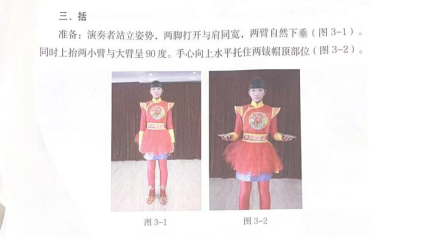 三、括
准备：演奏者站立姿势，两脚打开与肩同宽，两臂自然下垂（图3-1）。
同时上抬两小臂与大臂呈90度。手心向上水平托住两钹帽顶部位（图3-2）。
图3-1
图3-2